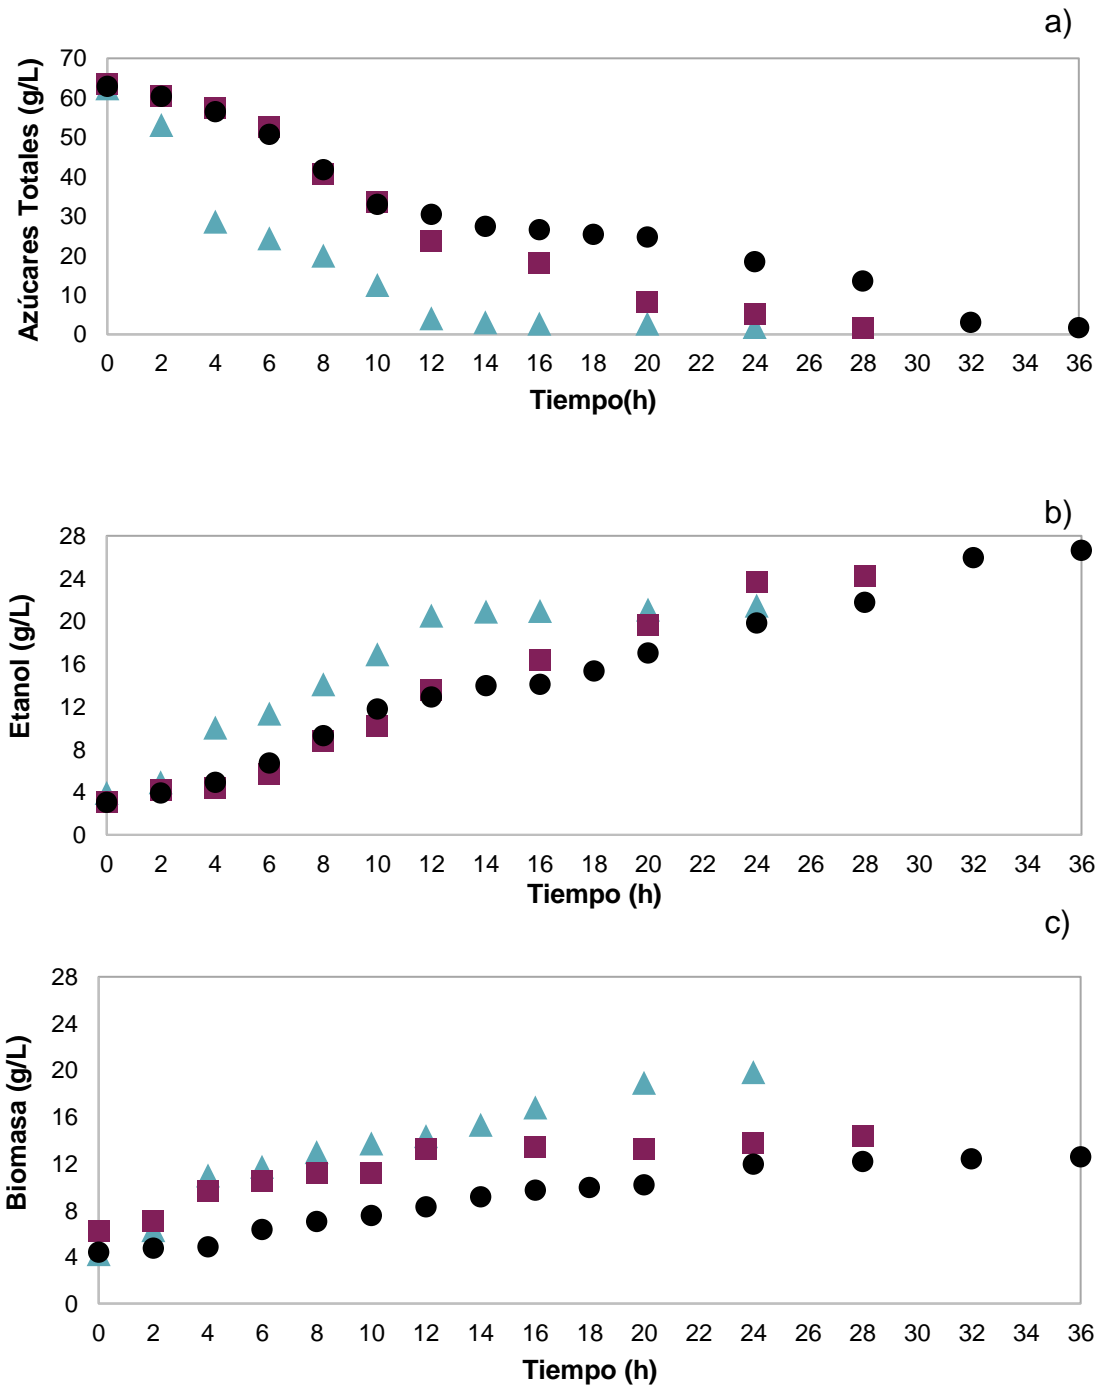 a)
70
60
50
40
30
20
10
0
Azúcares Totales (g/L)
0 2 4 6 8 10 12 14 16 18 20 22 24 26 28 30 32 34 36
Tiempo(h)
b)
28
24
20
16
12
8
4
0
Etanol (g/L)
0 2 4 6 8 10 12 14 16 18 20 22 24 26 28 30 32 34 36
Tiempo (h)
c)
28
24
20
16
12
8
4
0
Biomasa (g/L)
0 2 4 6 8 10 12 14 16 18 20 22 24 26 28 30 32 34 36
Tiempo (h)